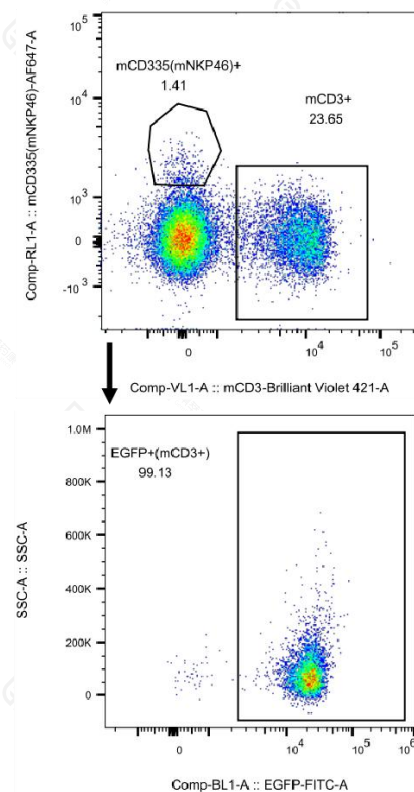 10^5
mCD335(mNKP46)+
1.41
mCD3+
23.65
10^4
10^3
0
-10^3
Comp-RL1-A :: mCD335(mNKP46)-AF647-A
0
10^4
10^5
Comp-VL1-A :: mCD3-Brilliant Violet 421-A
1.0M
EGFP+(mCD3+)
99.13
800K
600K
400K
200K
0
SSC-A :: SSC-A
0
10^4
10^5
10^6
Comp-BL1-A :: EGFP-FITC-A